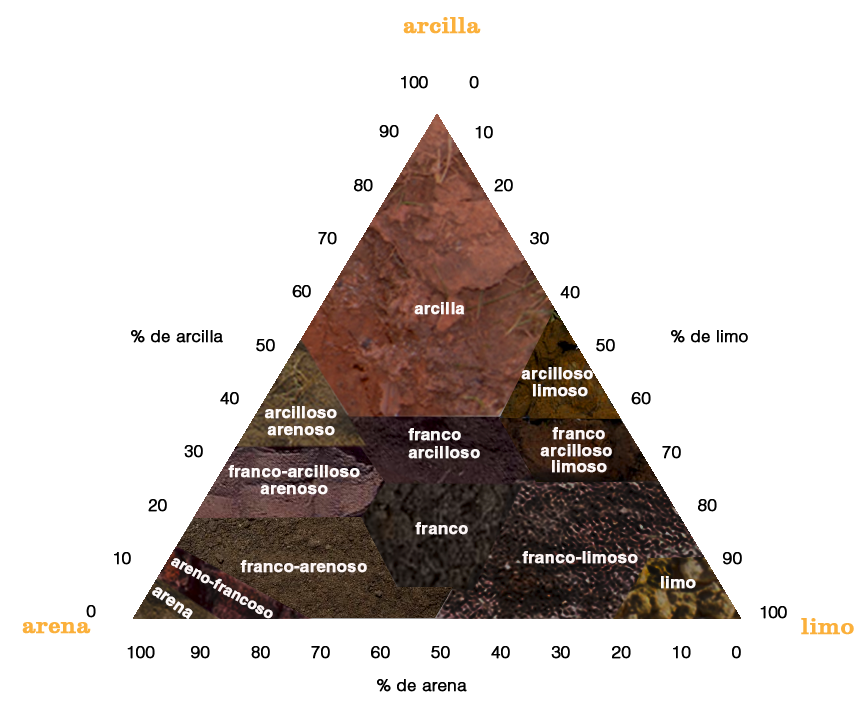 arcilla
100 0
90 10
80 20
70 30
60 40
arcilla
% de arcilla % de limo
50 50
arcilloso
limoso
40 60
arcilloso
arenoso
franco
arcilloso
franco
arcilloso
limoso
30 70
franco-arcilloso
arenoso
20 80
franco
10 90
franco-arenoso
franco-limoso
areno-francoso
limo
arena
0 100
arena limo
100 90 80 70 60 50 40 30 20 10 0
% de arena